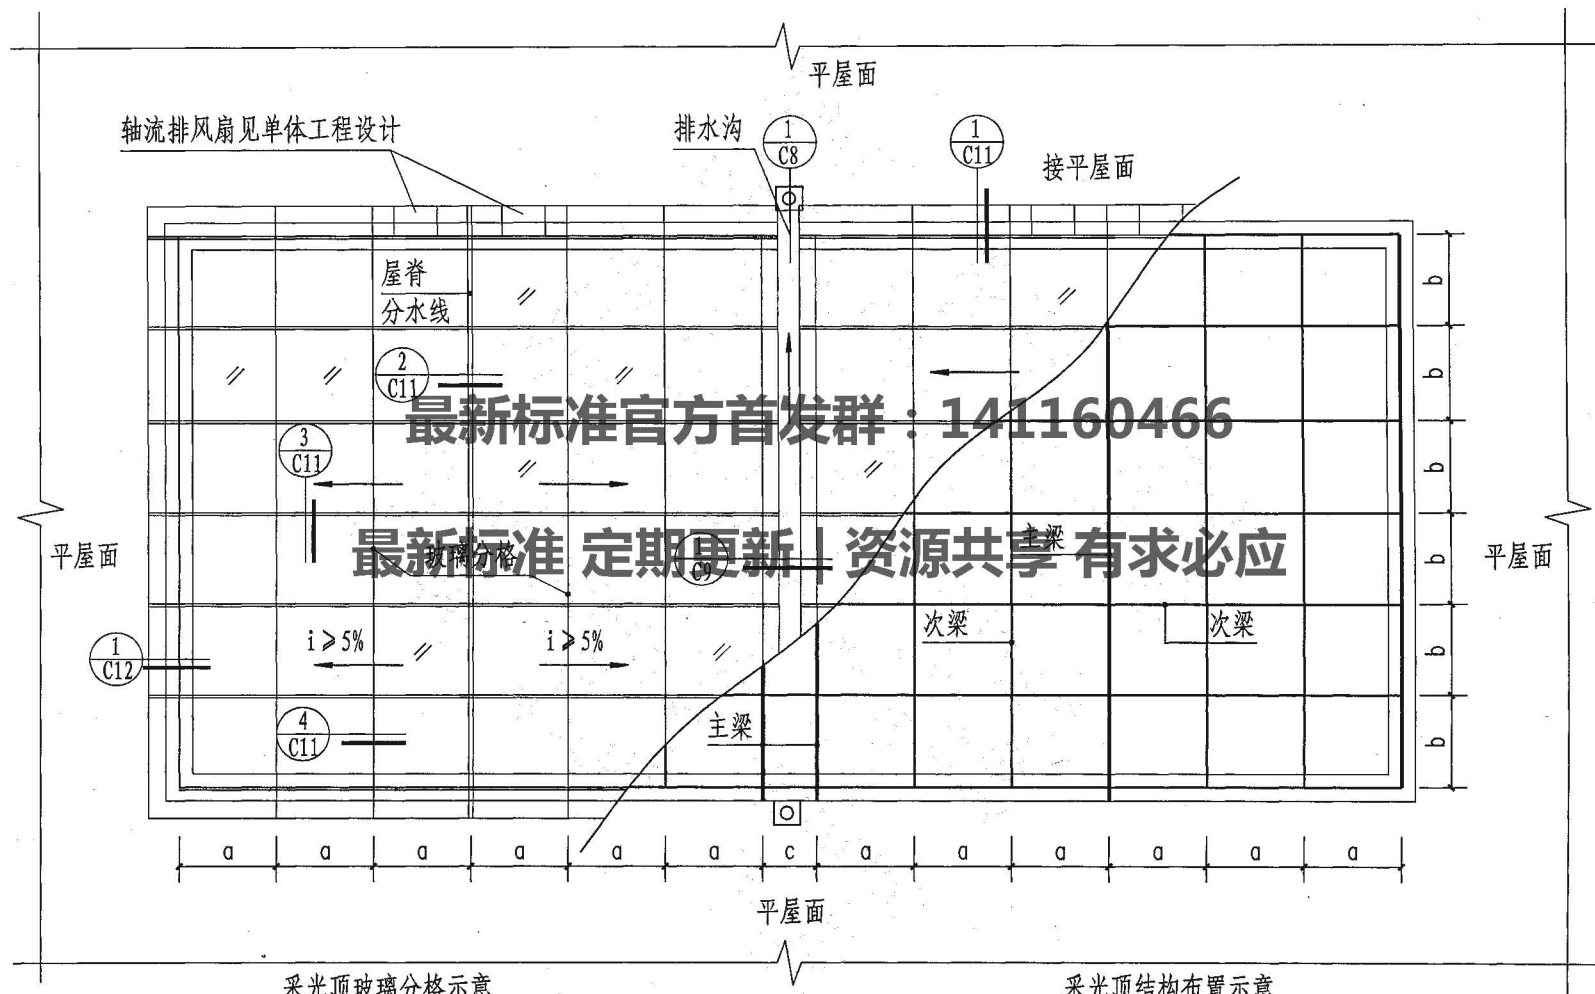 平屋面
轴流排风扇见单体工程设计
排水沟
1
C8
1
C11
接平屋面
屋脊
分水线
b
2
C11
b
最新标准官方首发群：141160466
3
C11
b
平屋面
玻璃分格
1
C9
主梁
最新标准 定期更新 | 资源共享 有求必应
b
平屋面
1
C12
i≥5%
i≥5%
次梁
次梁
b
4
C11
主梁
b
a a a a a a c a a a a a a
平屋面
采光顶玻璃分格示意
采光顶结构布置示意